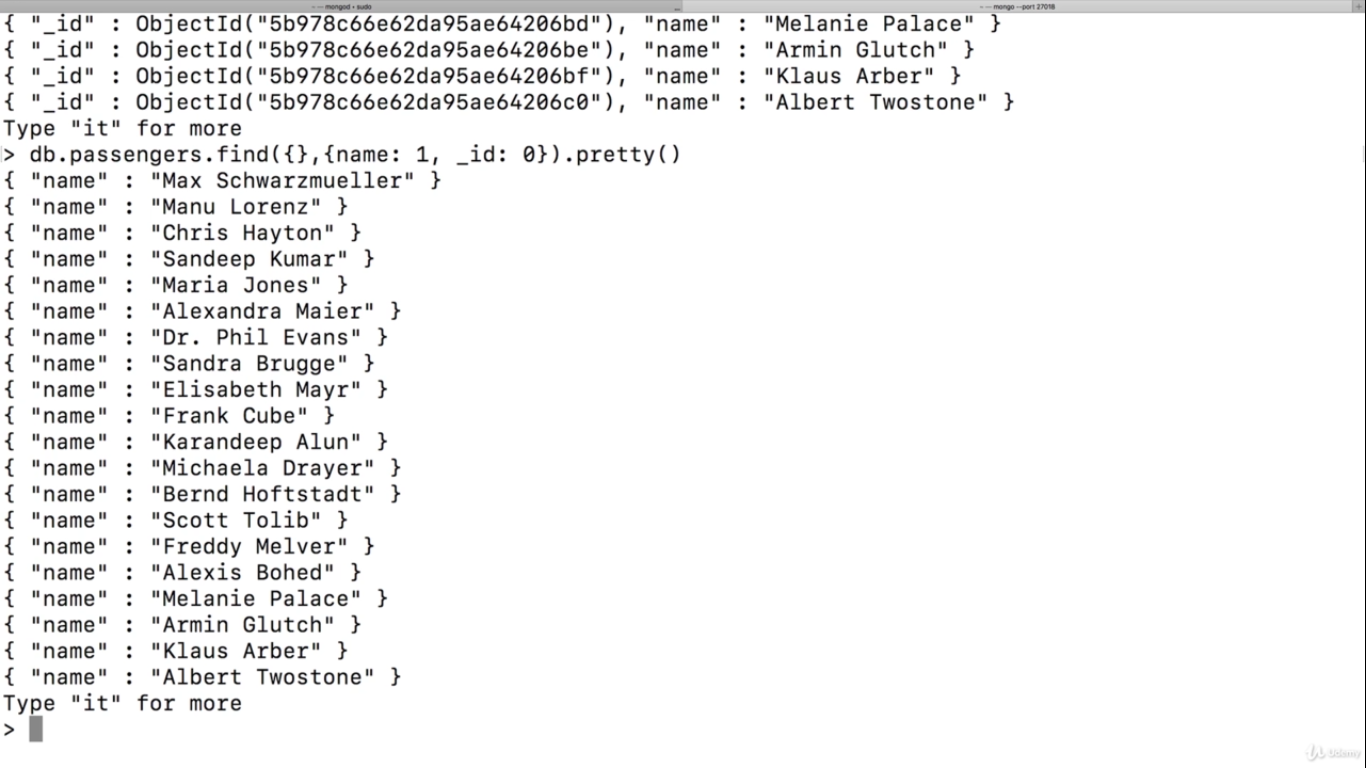 ~ — mongod • sudo
~ — mongo --port 27018
{ "_id" : ObjectId("5b978c66e62da95ae64206bd"), "name" : "Melanie Palace" }
{ "_id" : ObjectId("5b978c66e62da95ae64206be"), "name" : "Armin Glutch" }
{ "_id" : ObjectId("5b978c66e62da95ae64206bf"), "name" : "Klaus Arber" }
{ "_id" : ObjectId("5b978c66e62da95ae64206c0"), "name" : "Albert Twostone" }
Type "it" for more
> db.passengers.find({},{name: 1, _id: 0}).pretty()
{ "name" : "Max Schwarzmueller" }
{ "name" : "Manu Lorenz" }
{ "name" : "Chris Hayton" }
{ "name" : "Sandeep Kumar" }
{ "name" : "Maria Jones" }
{ "name" : "Alexandra Maier" }
{ "name" : "Dr. Phil Evans" }
{ "name" : "Sandra Brugge" }
{ "name" : "Elisabeth Mayr" }
{ "name" : "Frank Cube" }
{ "name" : "Karandeep Alun" }
{ "name" : "Michaela Drayer" }
{ "name" : "Bernd Hoftstadt" }
{ "name" : "Scott Tolib" }
{ "name" : "Freddy Melver" }
{ "name" : "Alexis Bohed" }
{ "name" : "Melanie Palace" }
{ "name" : "Armin Glutch" }
{ "name" : "Klaus Arber" }
{ "name" : "Albert Twostone" }
Type "it" for more
>
Udemy